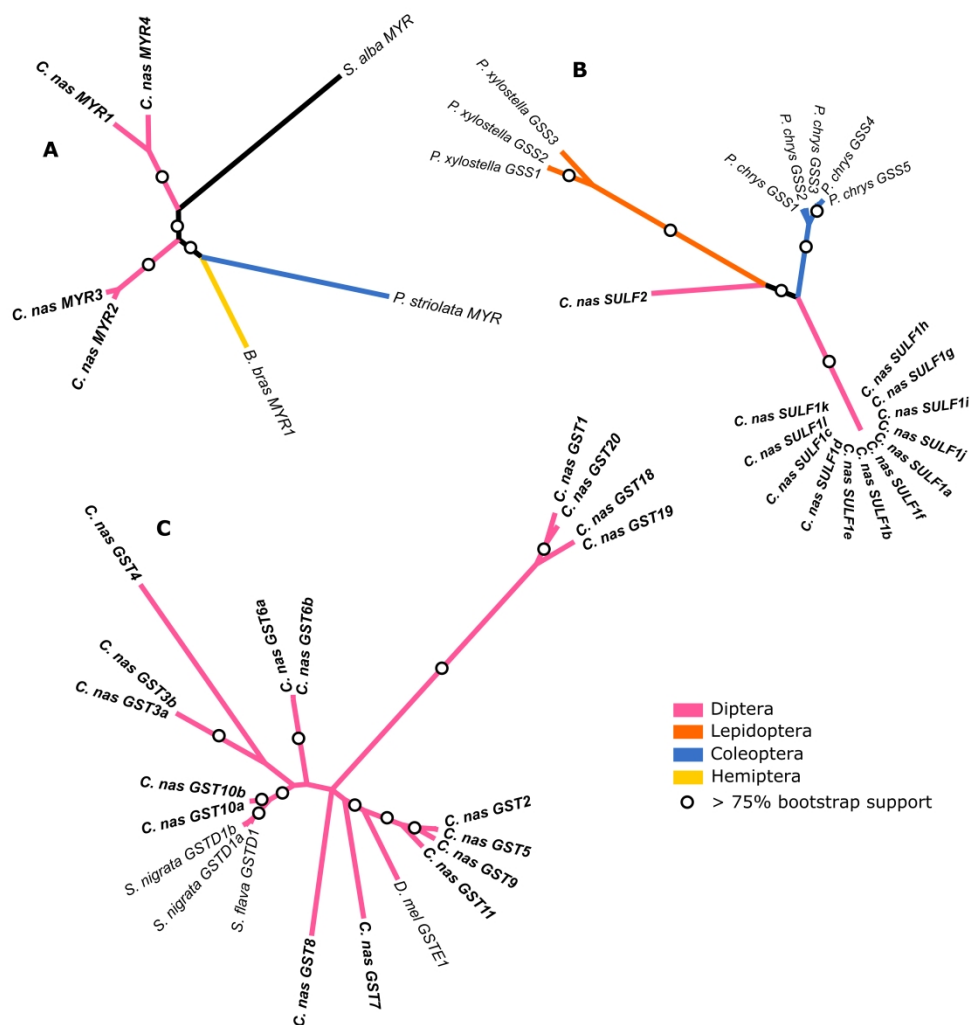 A
C. nas MYR1
C. nas MYR4
S. alba MYR
C. nas MYR3
C. nas MYR2
B. bras MYR1
P. striolata MYR
B
P. xylostella GSS3
P. xylostella GSS2
P. xylostella GSS1
P. chrys GSS1
P. chrys GSS2
P. chrys GSS3
P. chrys GSS4
P. chrys GSS5
C. nas SULF2
C. nas SULF1h
C. nas SULF1g
C. nas SULF1i
C. nas SULF1j
C. nas SULF1a
C. nas SULF1f
C. nas SULF1b
C. nas SULF1e
C. nas SULF1d
C. nas SULF1c
C. nas SULF1l
C. nas SULF1k
C
C. nas GST4
C. nas GST3b
C. nas GST3a
C. nas GST6a
C. nas GST6b
C. nas GST1
C. nas GST20
C. nas GST18
C. nas GST19
C. nas GST10b
C. nas GST10a
S. nigrata GSTD1b
S. nigrata GSTD1a
S. flava GSTD1
C. nas GST8
C. nas GST7
D. mel GSTE1
C. nas GST11
C. nas GST9
C. nas GST5
C. nas GST2
Diptera
Lepidoptera
Coleoptera
Hemiptera
> 75% bootstrap support